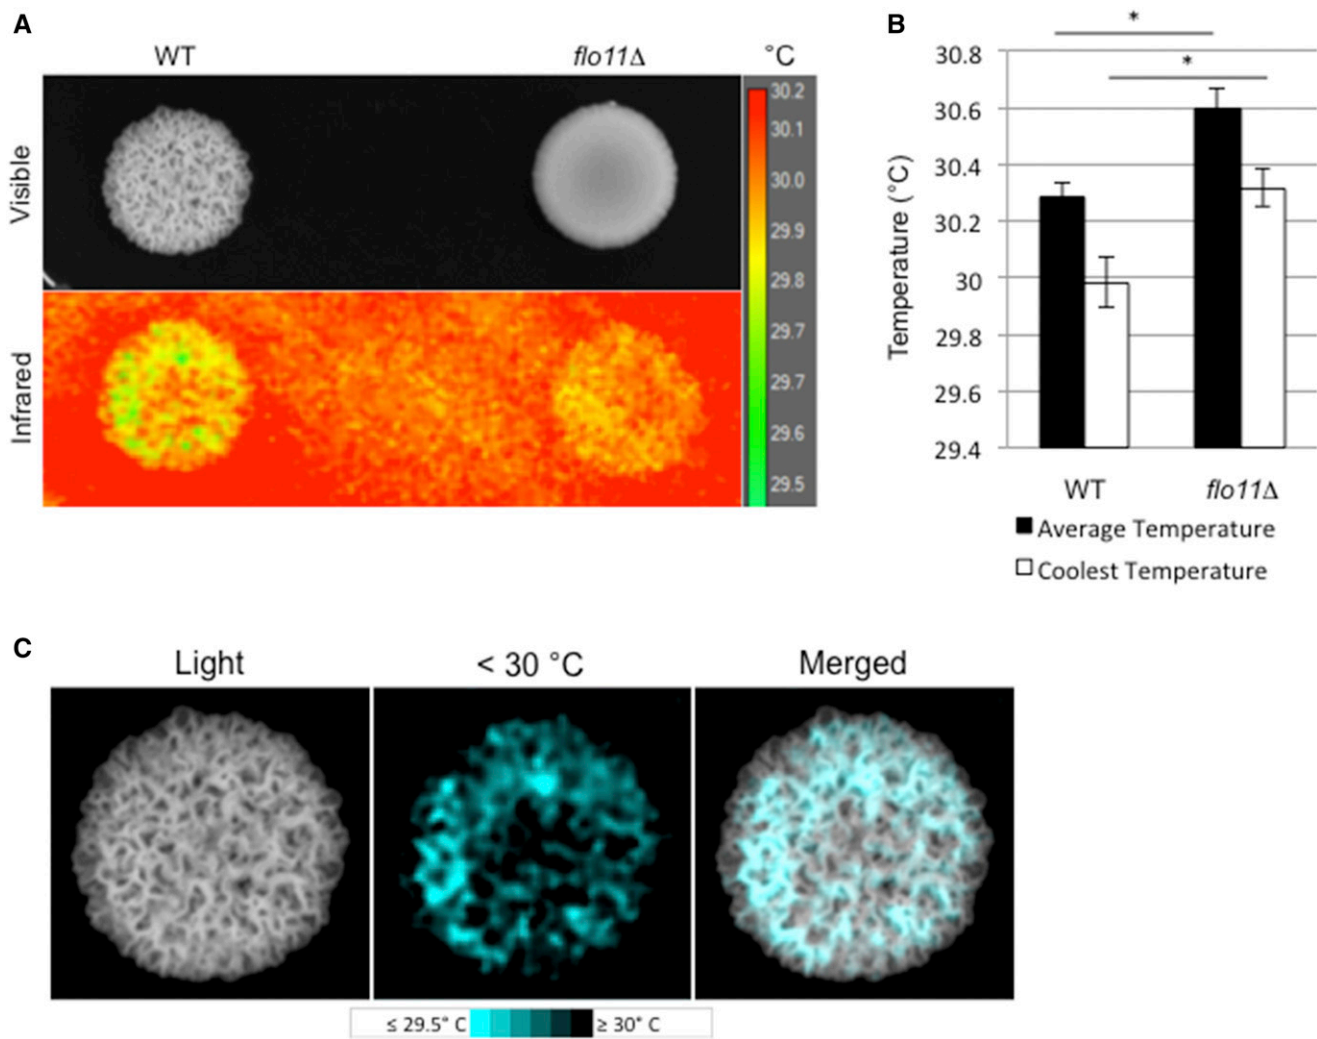 A
WT
flo11Δ
°C
Visible
Infrared
30.2
30.1
30.0
29.9
29.8
29.7
29.7
29.6
29.5
B
*
*
Temperature (°C)
30.8
30.6
30.4
30.2
30
29.8
29.6
29.4
WT
flo11Δ
Average Temperature
Coolest Temperature
C
Light
< 30 °C
Merged
≤ 29.5° C
≥ 30° C